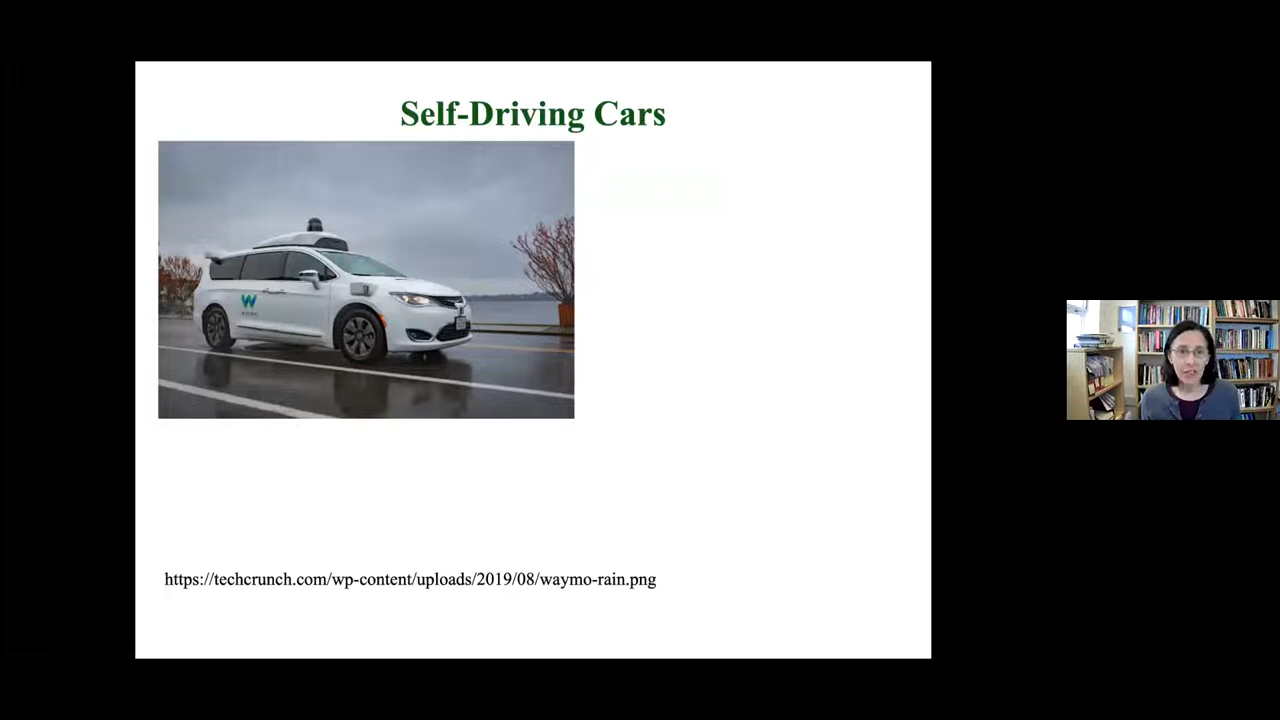 Self-Driving Cars
W
https://techcrunch.com/wp-content/uploads/2019/08/waymo-rain.png